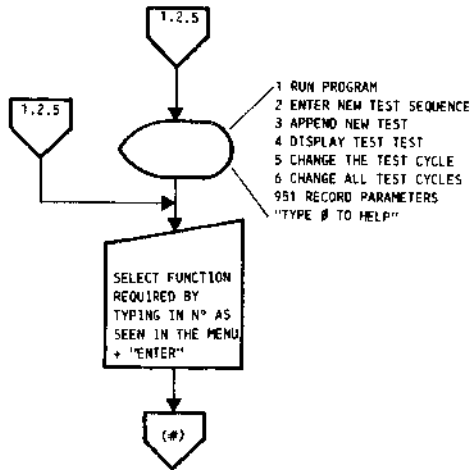 1.2.5
1.2.5
1 RUN PROGRAM
2 ENTER NEW TEST SEQUENCE
3 APPEND NEW TEST
4 DISPLAY TEST TEST
5 CHANGE THE TEST CYCLE
6 CHANGE ALL TEST CYCLES
951 RECORD PARAMETERS
"TYPE Ø TO HELP"
SELECT FUNCTION
REQUIRED BY
TYPING IN Nº AS
SEEN IN THE MENU
+ "ENTER"
(#)